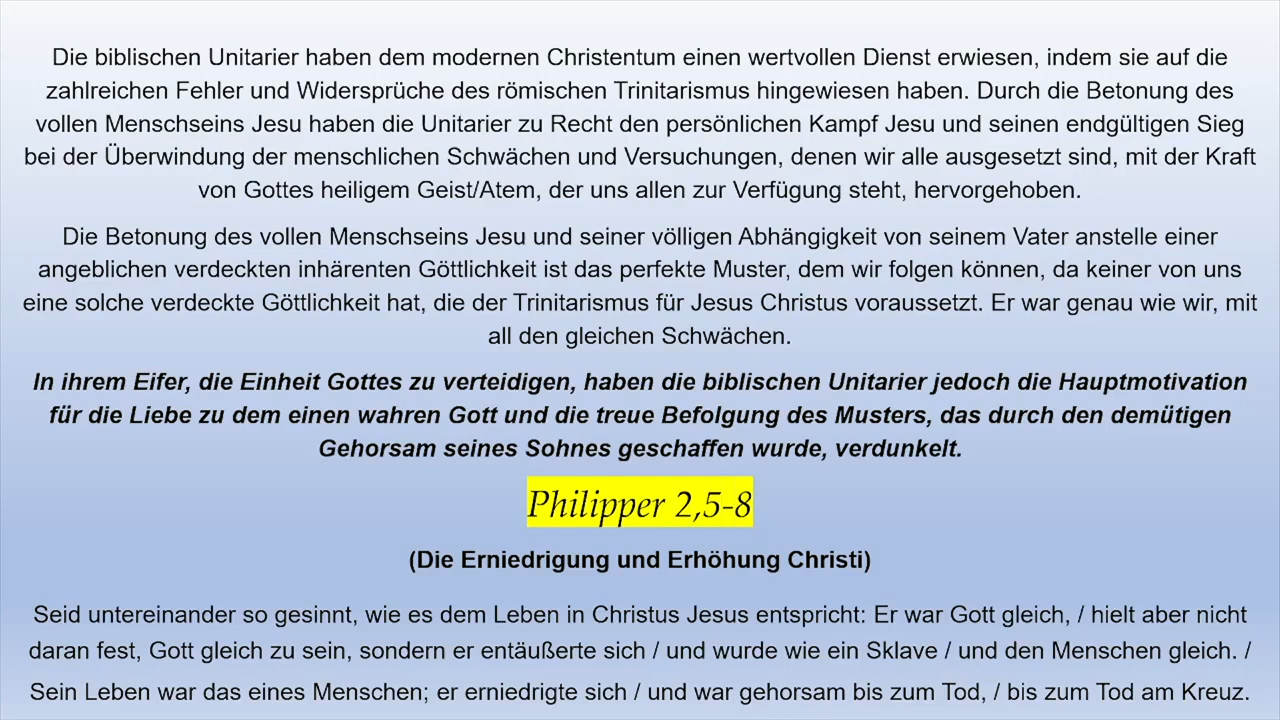 Die biblischen Unitarier haben dem modernen Christentum einen wertvollen Dienst erwiesen, indem sie auf die
zahlreichen Fehler und Widersprüche des römischen Trinitarismus hingewiesen haben. Durch die Betonung des
vollen Menschseins Jesu haben die Unitarier zu Recht den persönlichen Kampf Jesu und seinen endgültigen Sieg
bei der Überwindung der menschlichen Schwächen und Versuchungen, denen wir alle ausgesetzt sind, mit der Kraft
von Gottes heiligem Geist/Atem, der uns allen zur Verfügung steht, hervorgehoben.
Die Betonung des vollen Menschseins Jesu und seiner völligen Abhängigkeit von seinem Vater anstelle einer
angeblichen verdeckten inhärenten Göttlichkeit ist das perfekte Muster, dem wir folgen können, da keiner von uns
eine solche verdeckte Göttlichkeit hat, die der Trinitarismus für Jesus Christus voraussetzt. Er war genau wie wir, mit
all den gleichen Schwächen.
In ihrem Eifer, die Einheit Gottes zu verteidigen, haben die biblischen Unitarier jedoch die Hauptmotivation
für die Liebe zu dem einen wahren Gott und die treue Befolgung des Musters, das durch den demütigen
Gehorsam seines Sohnes geschaffen wurde, verdunkelt.
Philipper 2,5-8
(Die Erniedrigung und Erhöhung Christi)
Seid untereinander so gesinnt, wie es dem Leben in Christus Jesus entspricht: Er war Gott gleich, / hielt aber nicht
daran fest, Gott gleich zu sein, sondern er entäußerte sich / und wurde wie ein Sklave / und den Menschen gleich. /
Sein Leben war das eines Menschen; er erniedrigte sich / und war gehorsam bis zum Tod, / bis zum Tod am Kreuz.